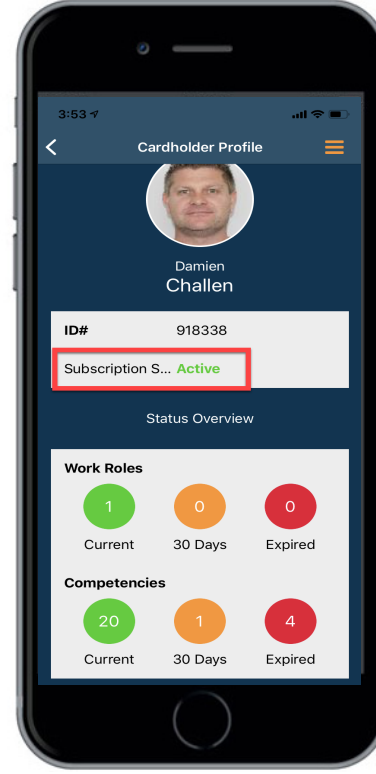 3:53
Cardholder Profile
Damien
Challen
ID# 918338
Subscription S... Active
Status Overview
Work Roles
1 0 0
Current 30 Days Expired
Competencies
20 1 4
Current 30 Days Expired